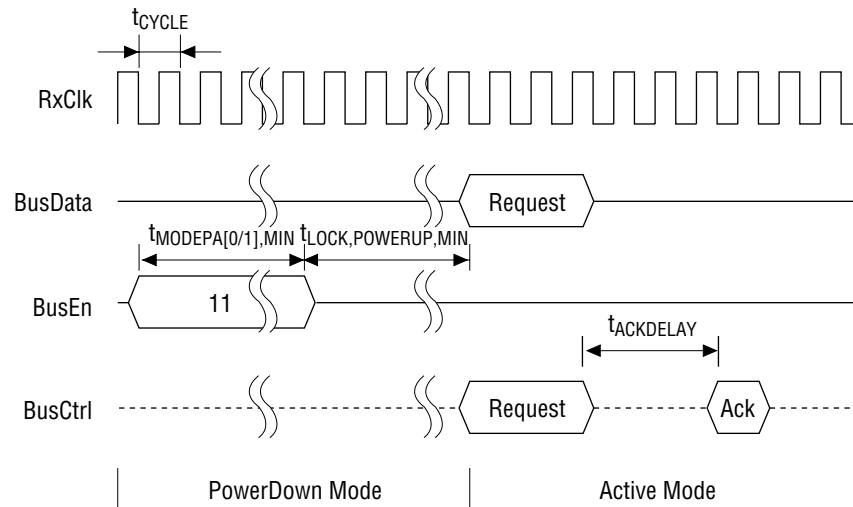 tCYCLE
RxClk
BusData Request
tMODEPA[0/1],MIN tLOCK,POWERUP,MIN
BusEn 11
tACKDELAY
BusCtrl Request Ack
PowerDown Mode Active Mode